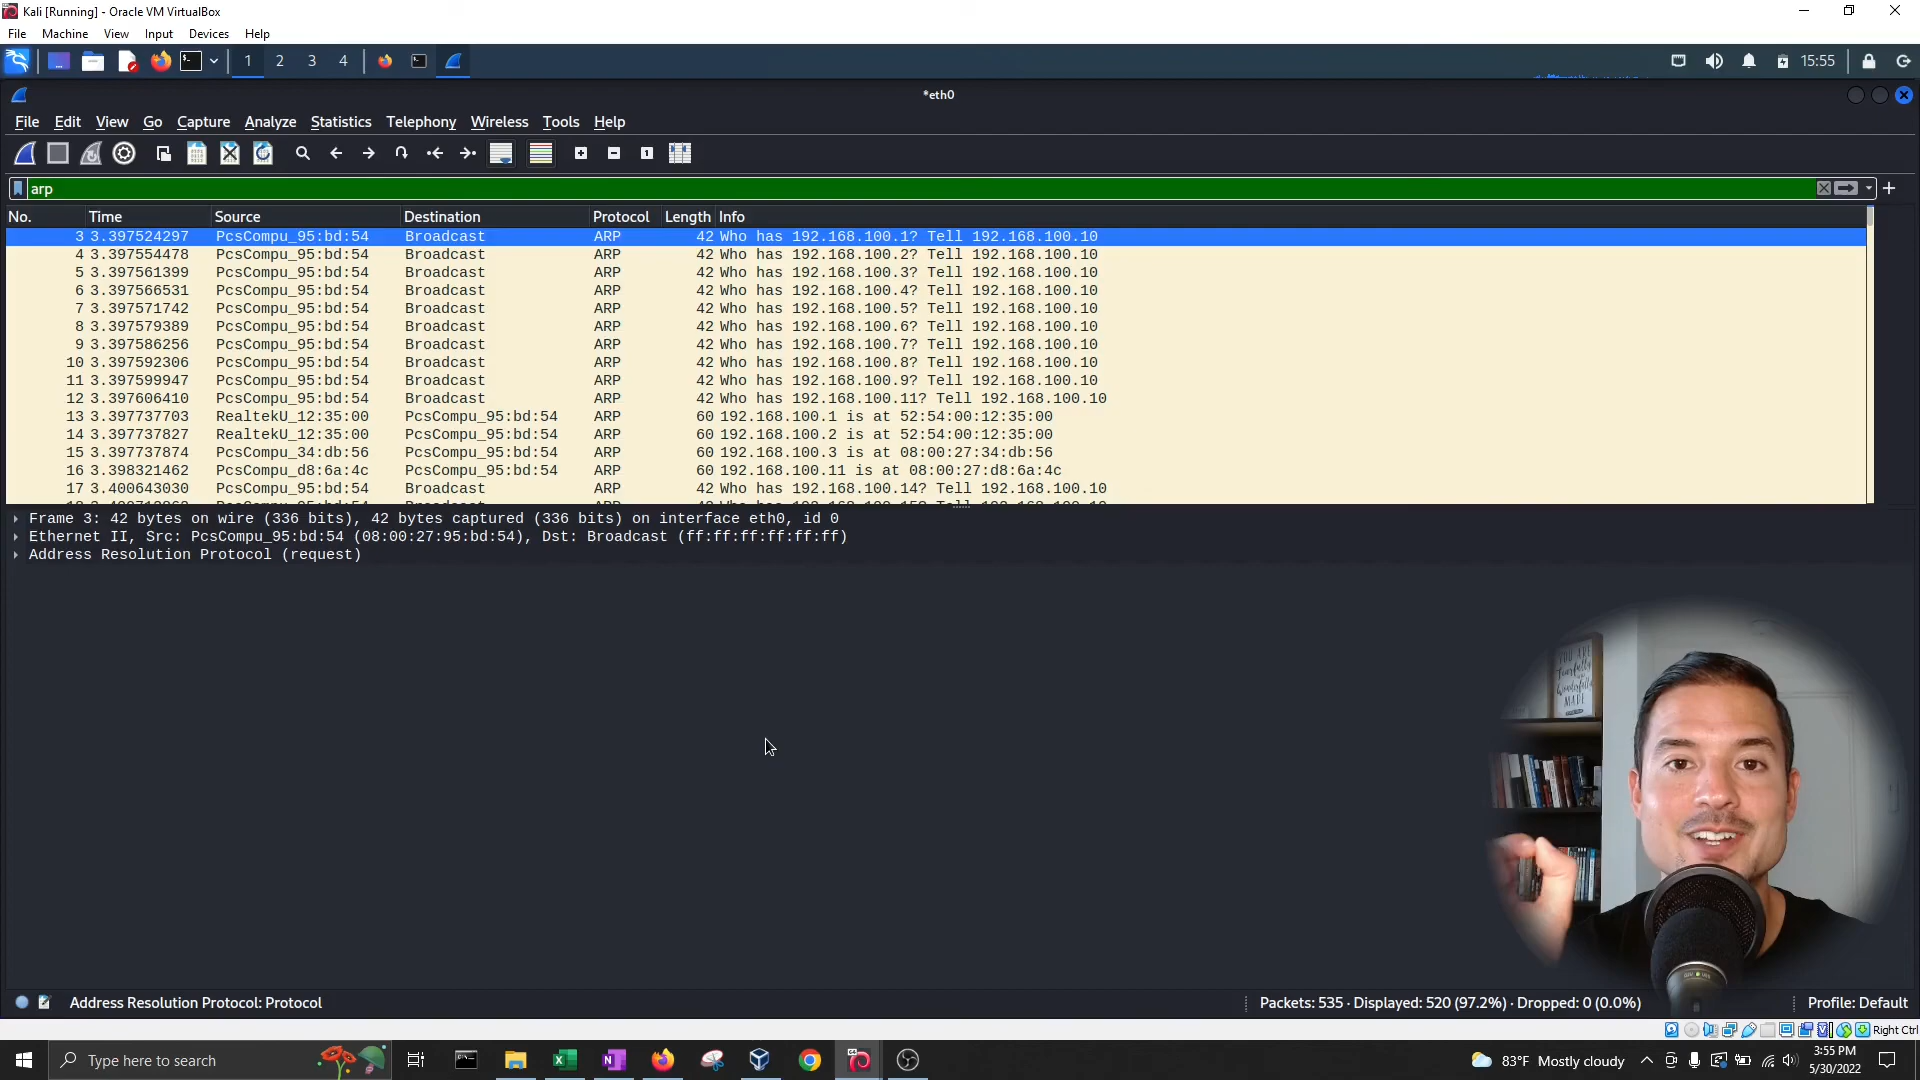 Kali [Running] - Oracle VM VirtualBox
File Machine View Input Devices Help
1 2 3 4 15:55
*eth0
File Edit View Go Capture Analyze Statistics Telephony Wireless Tools Help
arp
No. Time Source Destination Protocol Length Info
3 3.397524297 PcsCompu_95:bd:54 Broadcast ARP 42 Who has 192.168.100.1? Tell 192.168.100.10
4 3.397554478 PcsCompu_95:bd:54 Broadcast ARP 42 Who has 192.168.100.2? Tell 192.168.100.10
5 3.397561399 PcsCompu_95:bd:54 Broadcast ARP 42 Who has 192.168.100.3? Tell 192.168.100.10
6 3.397566531 PcsCompu_95:bd:54 Broadcast ARP 42 Who has 192.168.100.4? Tell 192.168.100.10
7 3.397571742 PcsCompu_95:bd:54 Broadcast ARP 42 Who has 192.168.100.5? Tell 192.168.100.10
8 3.397579389 PcsCompu_95:bd:54 Broadcast ARP 42 Who has 192.168.100.6? Tell 192.168.100.10
9 3.397586256 PcsCompu_95:bd:54 Broadcast ARP 42 Who has 192.168.100.7? Tell 192.168.100.10
10 3.397592306 PcsCompu_95:bd:54 Broadcast ARP 42 Who has 192.168.100.8? Tell 192.168.100.10
11 3.397599947 PcsCompu_95:bd:54 Broadcast ARP 42 Who has 192.168.100.9? Tell 192.168.100.10
12 3.397606410 PcsCompu_95:bd:54 Broadcast ARP 42 Who has 192.168.100.11? Tell 192.168.100.10
13 3.397737703 RealtekU_12:35:00 PcsCompu_95:bd:54 ARP 60 192.168.100.1 is at 52:54:00:12:35:00
14 3.397737827 RealtekU_12:35:00 PcsCompu_95:bd:54 ARP 60 192.168.100.2 is at 52:54:00:12:35:00
15 3.397737874 PcsCompu_34:db:56 PcsCompu_95:bd:54 ARP 60 192.168.100.3 is at 08:00:27:34:db:56
16 3.398321462 PcsCompu_d8:6a:4c PcsCompu_95:bd:54 ARP 60 192.168.100.11 is at 08:00:27:d8:6a:4c
17 3.400643030 PcsCompu_95:bd:54 Broadcast ARP 42 Who has 192.168.100.14? Tell 192.168.100.10
Frame 3: 42 bytes on wire (336 bits), 42 bytes captured (336 bits) on interface eth0, id 0
Ethernet II, Src: PcsCompu_95:bd:54 (08:00:27:95:bd:54), Dst: Broadcast (ff:ff:ff:ff:ff:ff)
Address Resolution Protocol (request)
YOU ARE
Fearfully
Wonderfully
MADE
Address Resolution Protocol: Protocol
Packets: 535 · Displayed: 520 (97.2%) · Dropped: 0 (0.0%)
Profile: Default
Right Ctrl
Type here to search
83°F Mostly cloudy
3:55 PM
5/30/2022